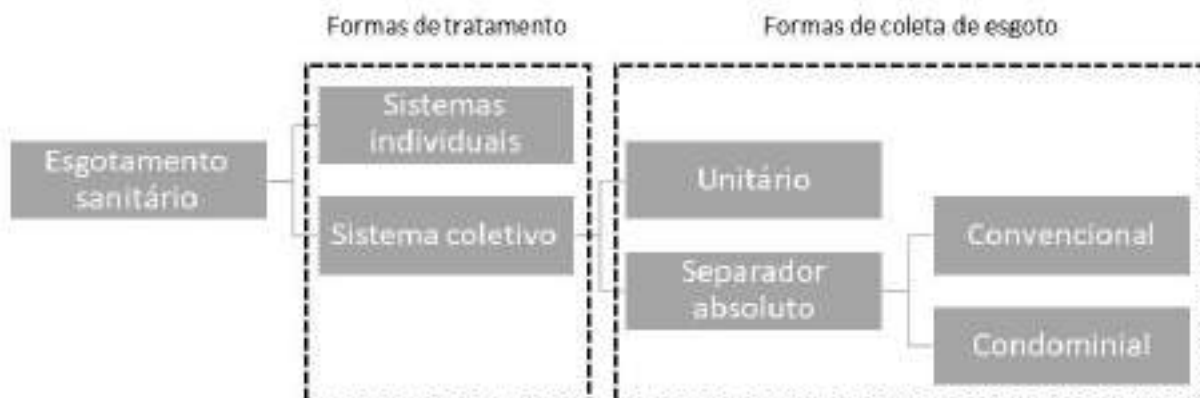 Formas de tratamento
Formas de coleta de esgoto
Esgotamento
sanitário
Sistemas
individuais
Sistema coletivo
Unitário
Separador
absoluto
Convencional
Condominial